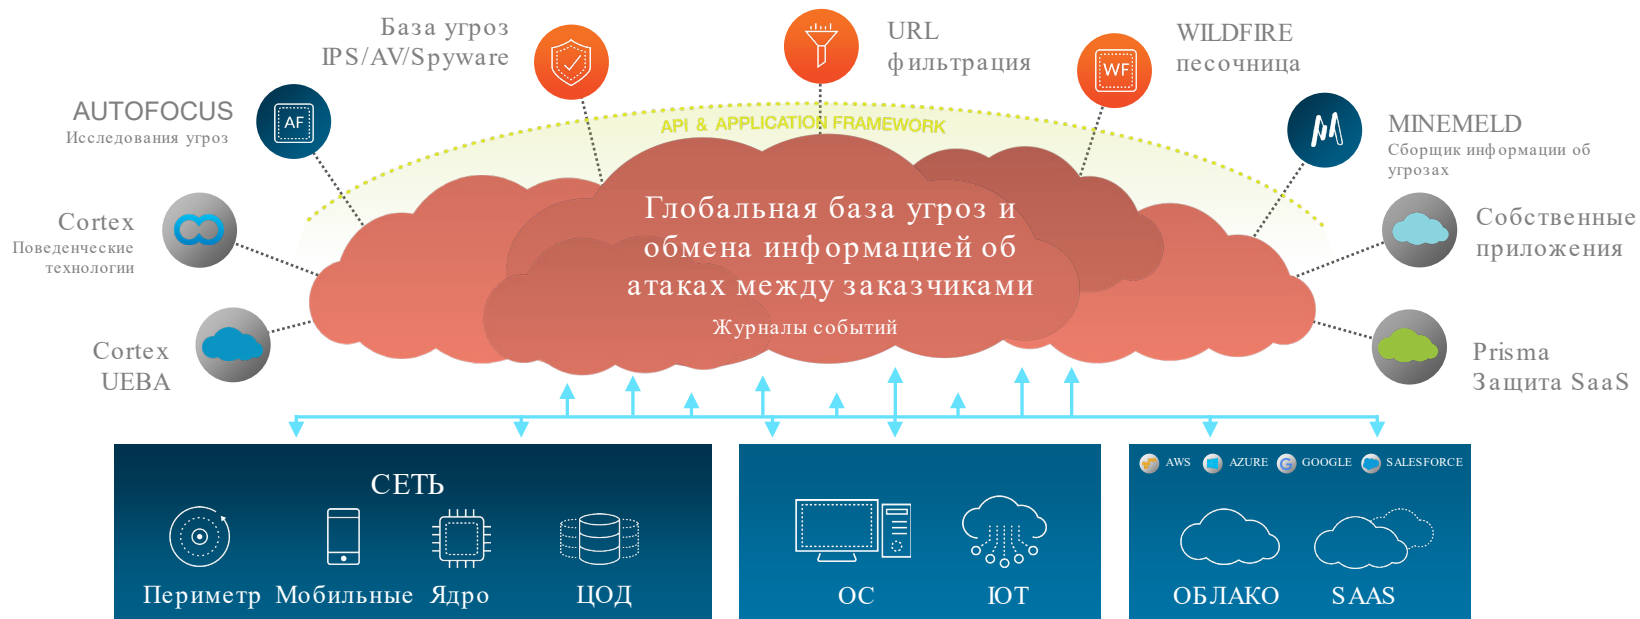 База угроз
IPS/AV/Spyware
URL
фильтрация
WILDFIRE
песочница
WF
AUTOFOCUS
Исследования угроз
AF
API & APPLICATION FRAMEWORK
MINEMELD
Сборщик информации об
угрозах
Cortex
Поведенческие
технологии
Глобальная база угроз и
обмена информацией об
атаках между заказчиками
Журналы событий
Собственные
приложения
Cortex
UEBA
Prisma
Защита SaaS
СЕТЬ
Периметр
Мобильные
Ядро
ЦОД
ОС
IOT
AWS
AZURE
GOOGLE
SALESFORCE
ОБЛАКО
SAAS